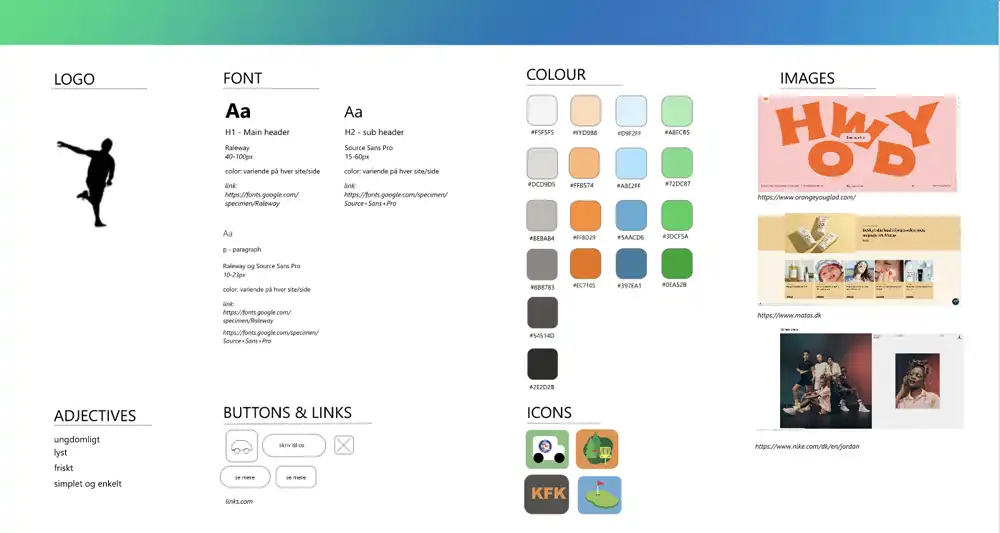 LOGO
FONT
Aa
H1 - Main header
Raleway
40-100px
color: variende på hver site/side
link:
https://fonts.google.com/
specimen/Raleway
Aa
H2 - sub header
Source Sans Pro
15-60px
color: variende på hver site/side
link:
https://fonts.google.com/specimen/
Source+Sans+Pro
Aa
p - paragraph
Raleway og Source Sans Pro
10-23px
color: variende på hver site/side
link:
https://fonts.google.com/
specimen/Raleway
https://fonts.google.com/specimen/
Source+Sans+Pro
COLOUR
#F5F5F5
#FFD9B8
#D9F2FF
#A8ECB5
#DCD9D5
#FFB574
#ABE2FF
#72DC87
#BEBAB4
#FF8D29
#5AACD6
#3DCF5A
#8B8783
#EC7105
#397EA1
#0EA52B
#54514D
#2E2D2B
IMAGES
HWY
OD
https://www.orangeyouglad.com/
https://www.matas.dk
https://www.nike.com/dk/en/jordan
ADJECTIVES
ungdomligt
lyst
friskt
simplet og enkelt
BUTTONS & LINKS
skriv til os
se mere
se mere
links.com
ICONS
KFK